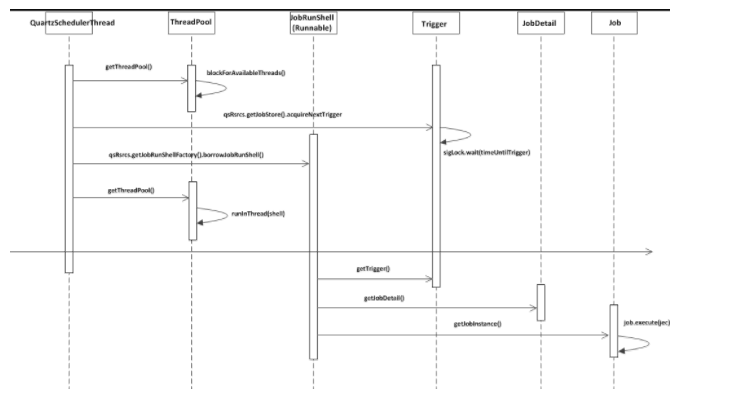 QuartzSchedulerThread
ThreadPool
JobRunShell
(Runnable)
Trigger
JobDetail
Job
getThreadPool()
blockForAvailableThreads()
qsRsrcs.getJobStore().acquireNextTrigger
sigLock.wait(timeUntilTrigger)
qsRsrcs.getJobRunShellFactory().borrowJobRunShell()
getThreadPool()
runInThread(shell)
getTrigger()
getJobDetail()
getJobInstance()
job.execute(jec)